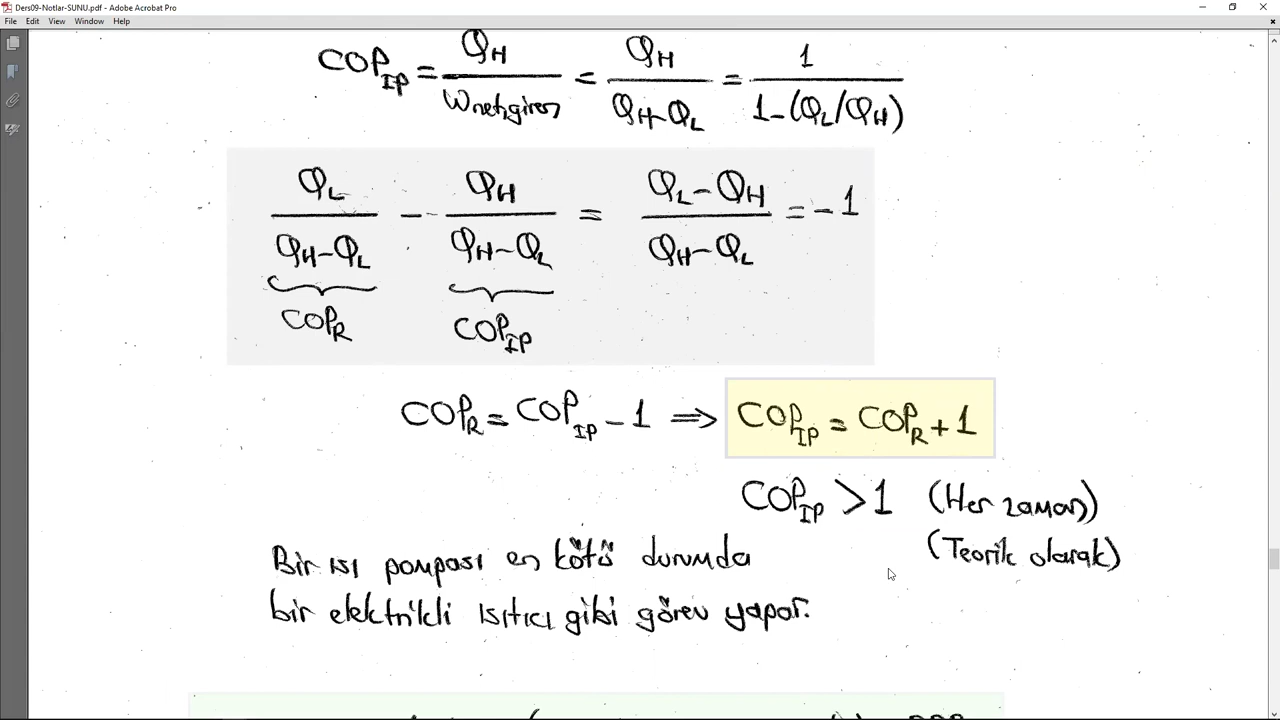 Ders09-Notlar-SUNU.pdf - Adobe Acrobat Pro
File Edit View Window Help
COP_IP = Q_H / W_net,giren = Q_H / (Q_H - Q_L) = 1 / (1 - (Q_L/Q_H))
Q_L / (Q_H - Q_L) - Q_H / (Q_H - Q_L) = (Q_L - Q_H) / (Q_H - Q_L) = -1
COP_R COP_IP
COP_R = COP_IP - 1 ⟹ COP_IP = COP_R + 1
COP_IP > 1 (Her zaman)
(Teorik olarak)
Bir ısı pompası en kötü durumda
bir elektrikli ısıtıcı gibi görev yapar.